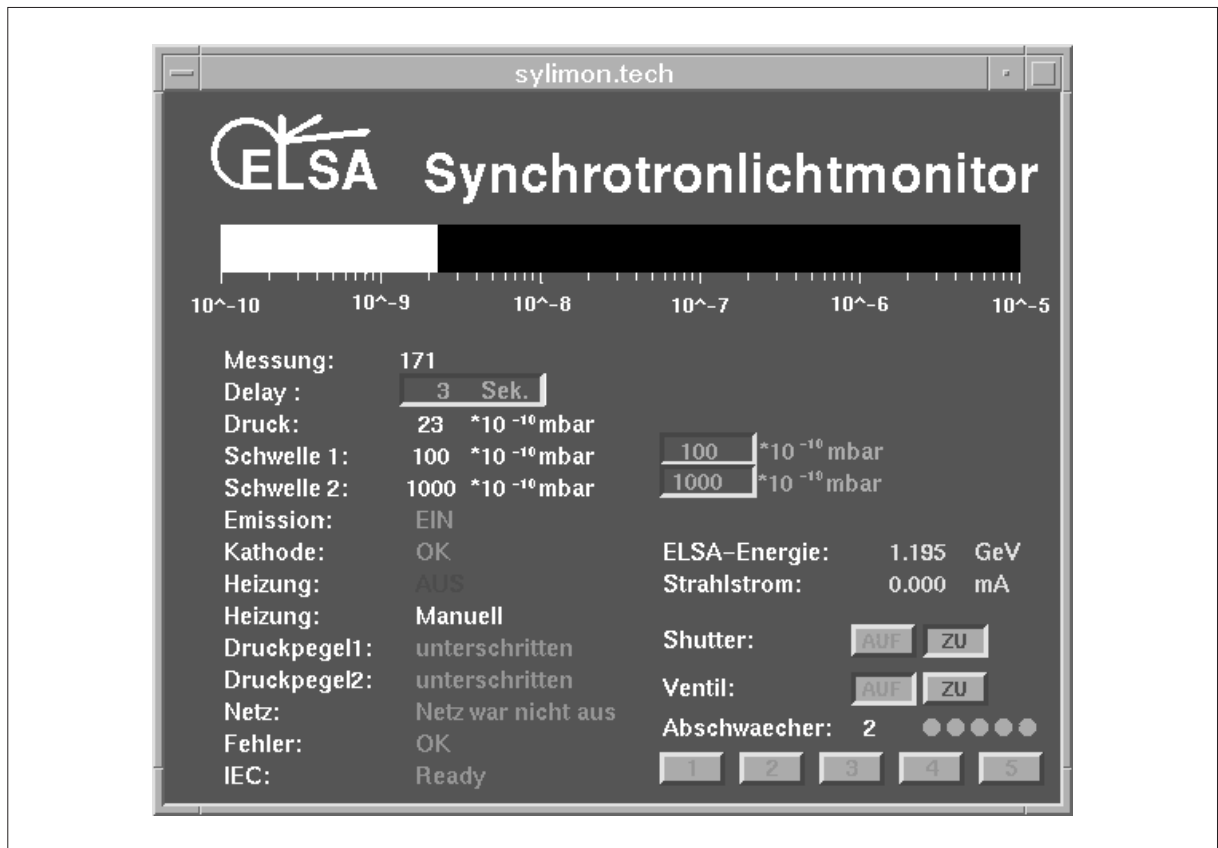 sylimon.tech
ELSA Synchrotronlichtmonitor
10^-10 10^-9 10^-8 10^-7 10^-6 10^-5
Messung: 171
Delay : 3 Sek.
Druck: 23 *10 ⁻¹⁰ mbar
Schwelle 1: 100 *10 ⁻¹⁰ mbar 100 *10 ⁻¹⁰ mbar
Schwelle 2: 1000 *10 ⁻¹⁰ mbar 1000 *10 ⁻¹⁰ mbar
Emission: EIN
Kathode: OK
Heizung: AUS
Heizung: Manuell
Druckpegel1: unterschritten
Druckpegel2: unterschritten
Netz: Netz war nicht aus
Fehler: OK
IEC: Ready
ELSA-Energie: 1.195 GeV
Strahlstrom: 0.000 mA
Shutter: AUF ZU
Ventil: AUF ZU
Abschwaecher: 2
1 2 3 4 5